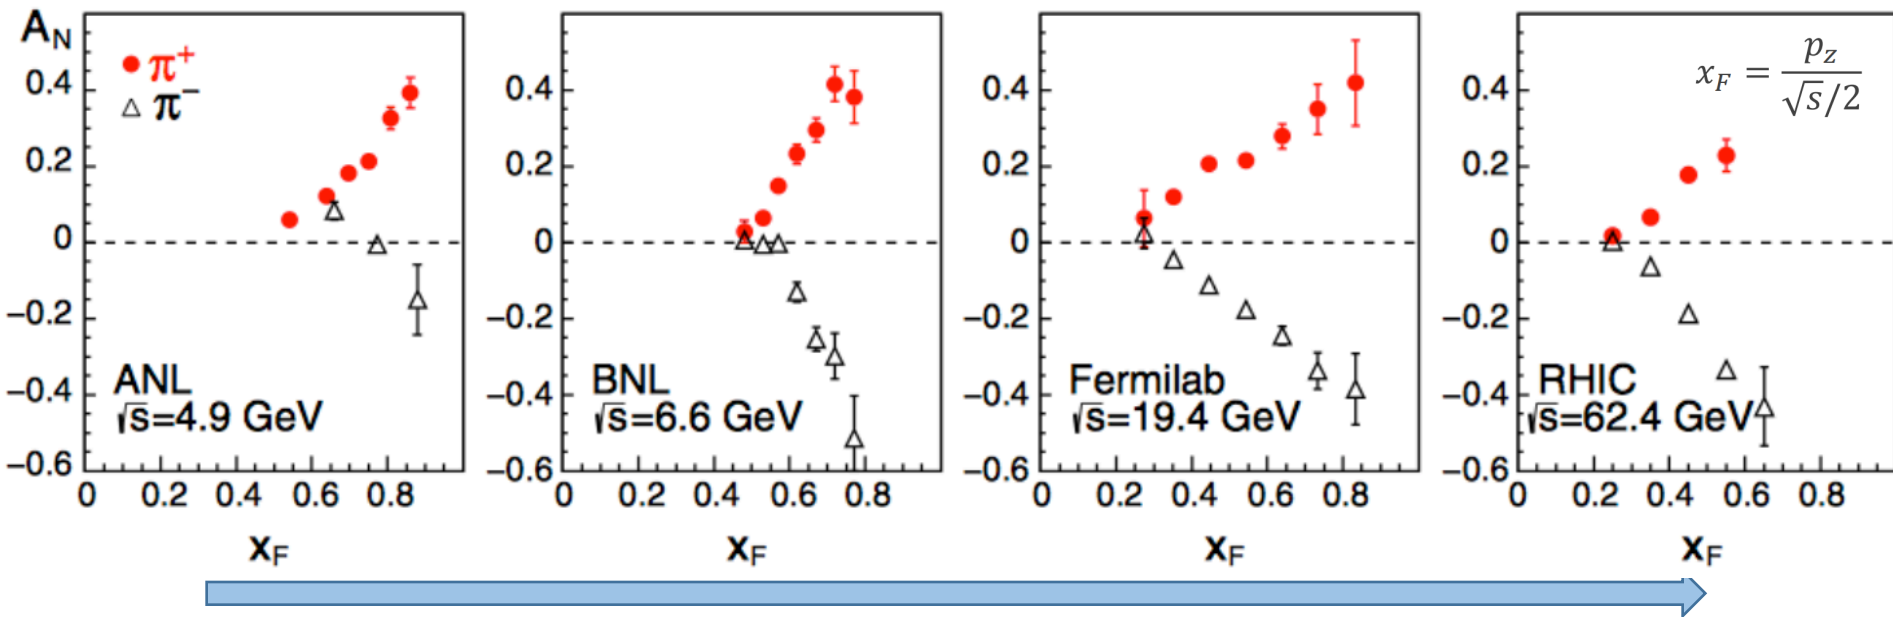 A_N
π⁺
π⁻
0.4
0.2
0
−0.2
−0.4
−0.6
ANL
√s=4.9 GeV
0 0.2 0.4 0.6 0.8
x_F
0.4
0.2
0
−0.2
−0.4
−0.6
BNL
√s=6.6 GeV
0 0.2 0.4 0.6 0.8
x_F
0.4
0.2
0
−0.2
−0.4
−0.6
Fermilab
√s=19.4 GeV
0 0.2 0.4 0.6 0.8
x_F
x_F = p_z / √s/2
0.4
0.2
0
−0.2
−0.4
−0.6
RHIC
√s=62.4 GeV
0 0.2 0.4 0.6 0.8
x_F